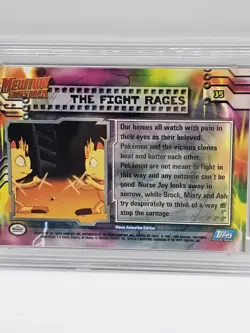 MEWTWO
35
THE FIGHT RAGES
Our heroes all watch with pain in
their eyes as their beloved
Pokémon and the vicious clones
beat and batter each other.
Pokémon are not meant to fight in
this way and any outcome can't be
good. Nurse Joy looks away in
sorrow, while Brock, Misty and Ash
try desperately to think of a way to
stop the carnage.
Movie Animation Edition
Topps